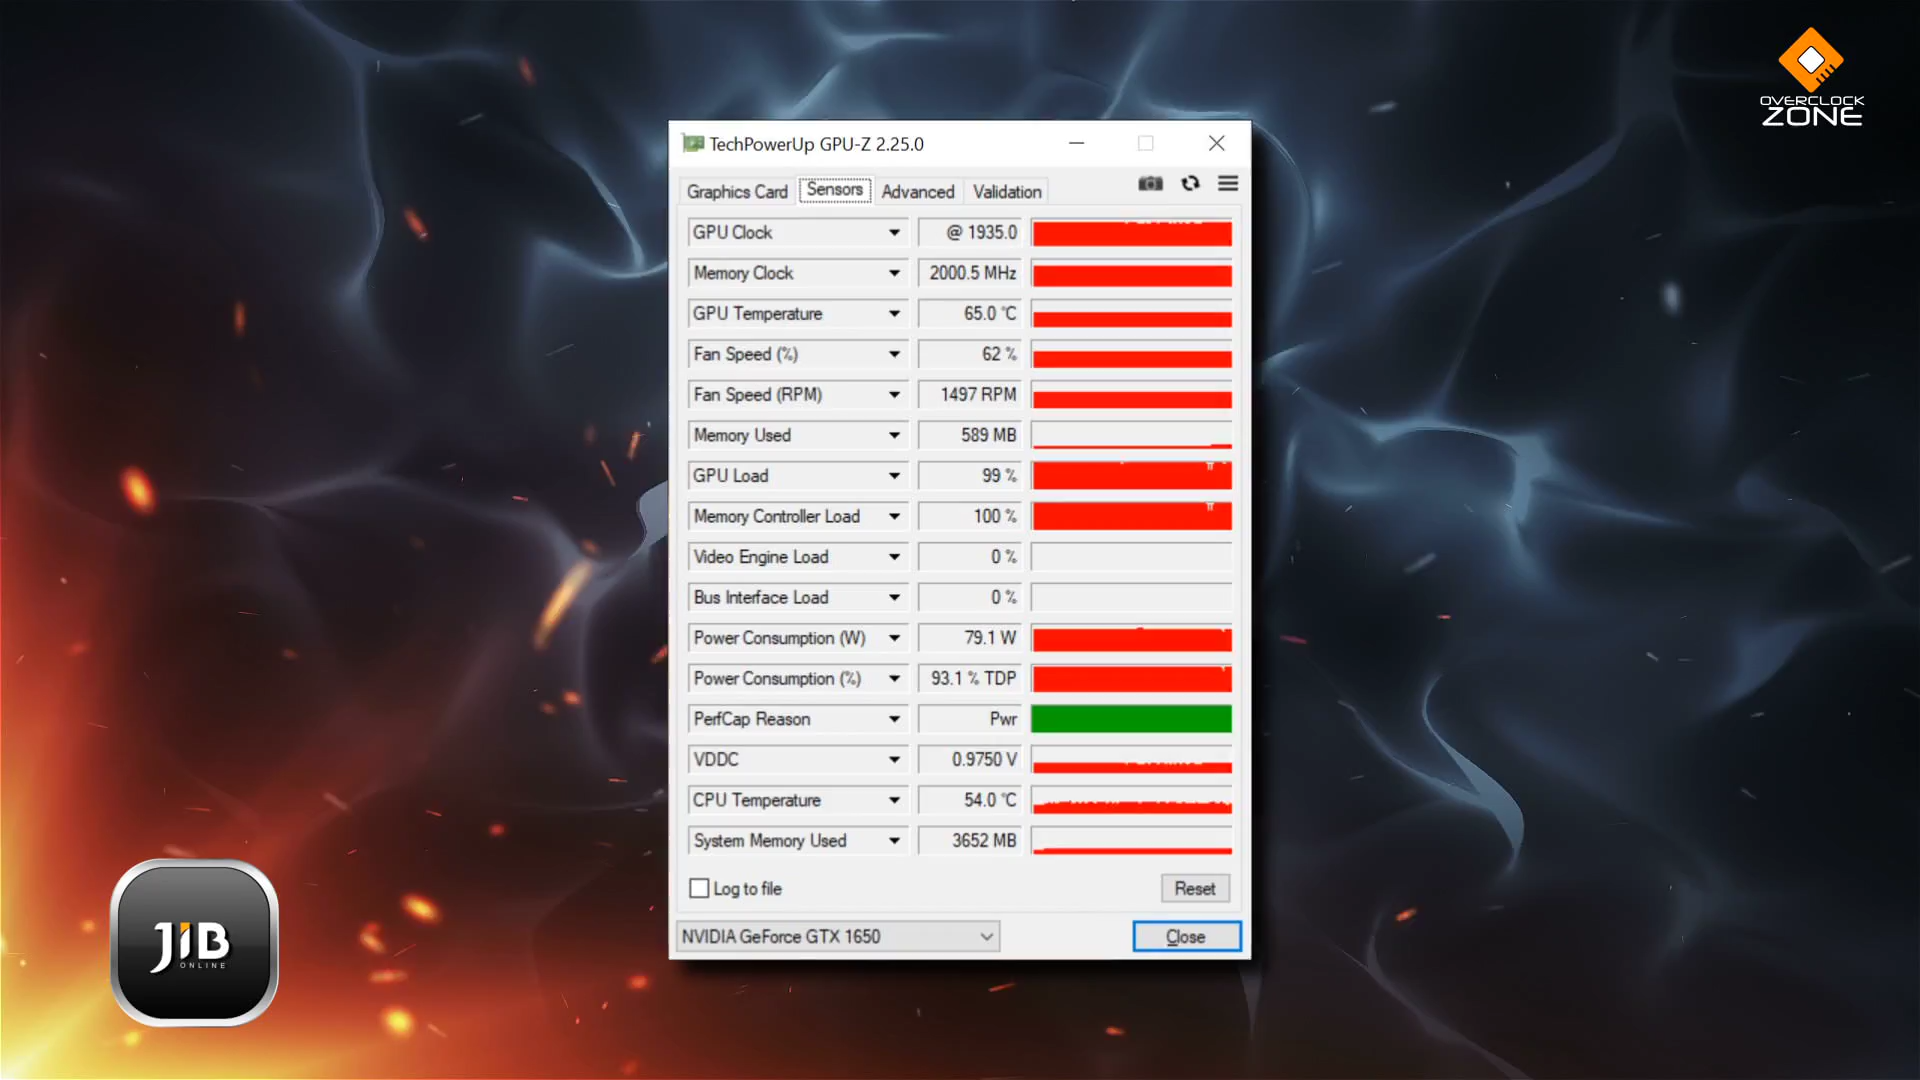 OVERCLOCK
ZONE
TechPowerUp GPU-Z 2.25.0
Graphics Card Sensors Advanced Validation
GPU Clock @ 1935.0
Memory Clock 2000.5 MHz
GPU Temperature 65.0 °C
Fan Speed (%) 62 %
Fan Speed (RPM) 1497 RPM
Memory Used 589 MB
GPU Load 99 %
Memory Controller Load 100 %
Video Engine Load 0 %
Bus Interface Load 0 %
Power Consumption (W) 79.1 W
Power Consumption (%) 93.1 % TDP
PerfCap Reason Pwr
VDDC 0.9750 V
CPU Temperature 54.0 °C
System Memory Used 3652 MB
Log to file Reset
NVIDIA GeForce GTX 1650 Close
JIB
ONLINE